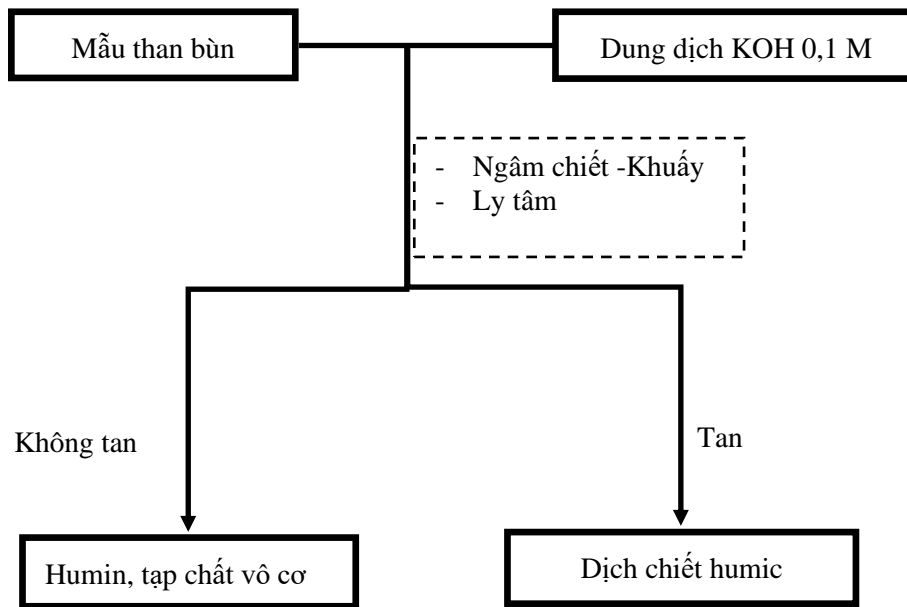 Mẫu than bùn
Dung dịch KOH 0,1 M
- Ngâm chiết -Khuấy
- Ly tâm
Không tan
Tan
Humin, tạp chất vô cơ
Dịch chiết humic